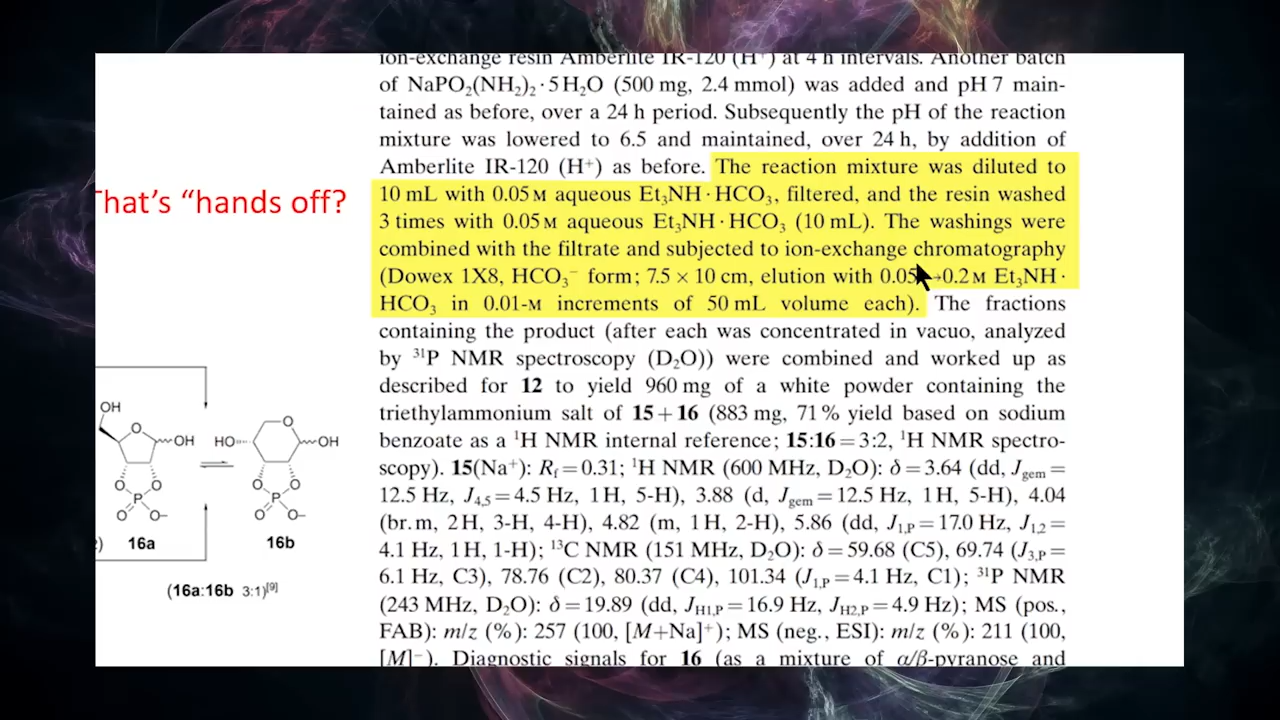 ion-exchange resin Amberlite IR-120 (H⁺) at 4 h intervals. Another batch
of NaPO₂(NH₂)₂·5H₂O (500 mg, 2.4 mmol) was added and pH 7 main-
tained as before, over a 24 h period. Subsequently the pH of the reaction
mixture was lowered to 6.5 and maintained, over 24 h, by addition of
Amberlite IR-120 (H⁺) as before. The reaction mixture was diluted to
10 mL with 0.05 M aqueous Et₃NH·HCO₃, filtered, and the resin washed
3 times with 0.05 M aqueous Et₃NH·HCO₃ (10 mL). The washings were
combined with the filtrate and subjected to ion-exchange chromatography
(Dowex 1X8, HCO₃⁻ form; 7.5 × 10 cm, elution with 0.05→0.2 M Et₃NH·
HCO₃ in 0.01-M increments of 50 mL volume each). The fractions
containing the product (after each was concentrated in vacuo, analyzed
by ³¹P NMR spectroscopy (D₂O)) were combined and worked up as
described for 12 to yield 960 mg of a white powder containing the
triethylammonium salt of 15+16 (883 mg, 71 % yield based on sodium
benzoate as a ¹H NMR internal reference; 15:16=3:2, ¹H NMR spectro-
scopy). 15(Na⁺): Rf=0.31; ¹H NMR (600 MHz, D₂O): δ=3.64 (dd, Jgem=
12.5 Hz, J4,5=4.5 Hz, 1H, 5-H), 3.88 (d, Jgem=12.5 Hz, 1H, 5-H), 4.04
(br. m, 2H, 3-H, 4-H), 4.82 (m, 1H, 2-H), 5.86 (dd, J1,P=17.0 Hz, J1,2=
4.1 Hz, 1H, 1-H); ¹³C NMR (151 MHz, D₂O): δ=59.68 (C5), 69.74 (J3,P=
6.1 Hz, C3), 78.76 (C2), 80.37 (C4), 101.34 (J1,P=4.1 Hz, C1); ³¹P NMR
(243 MHz, D₂O): δ=19.89 (dd, JH1,P=16.9 Hz, JH2,P=4.9 Hz); MS (pos.,
FAB): m/z (%): 257 (100, [M+Na]⁺); MS (neg., ESI): m/z (%): 211 (100,
[M]⁻). Diagnostic signals for 16 (as a mixture of α/β-pyranose and
That's "hands off?
OH
O OH HO O OH
O O O O
P P
O O– O O–
16a 16b
(16a:16b 3:1)[9]